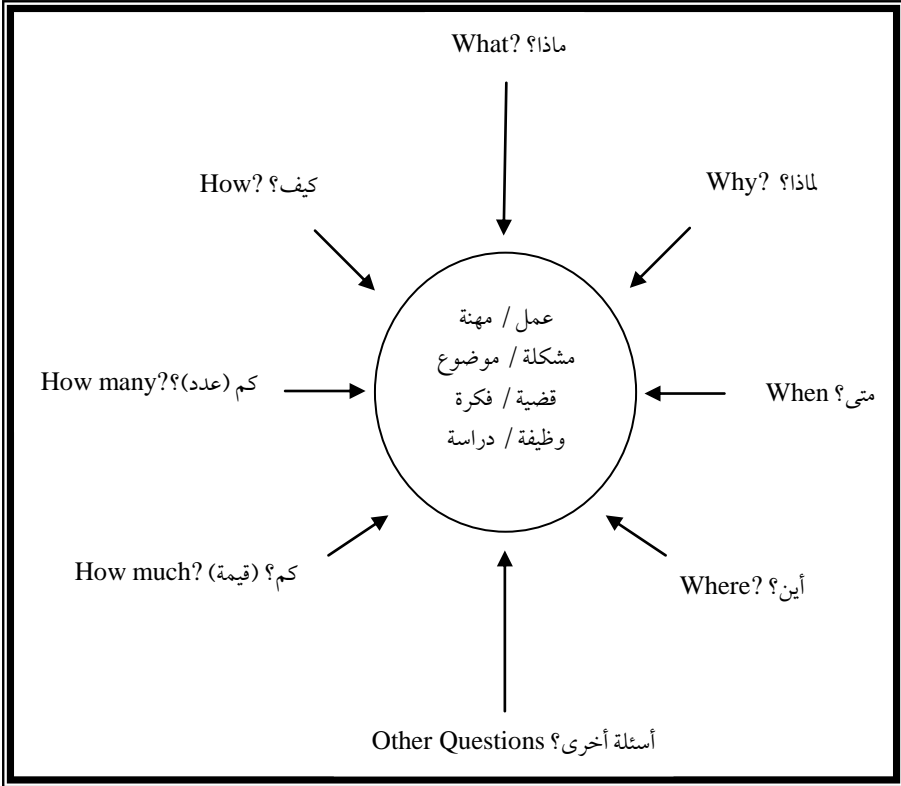 What? ماذا؟
How? كيف؟
Why? لماذا؟
عمل / مهنة
مشكلة / موضوع
قضية / فكرة
وظيفة / دراسة
How many? كم (عدد)؟
When متى؟
How much? كم؟ (قيمة)
Where? أين؟
Other Questions أسئلة أخرى؟